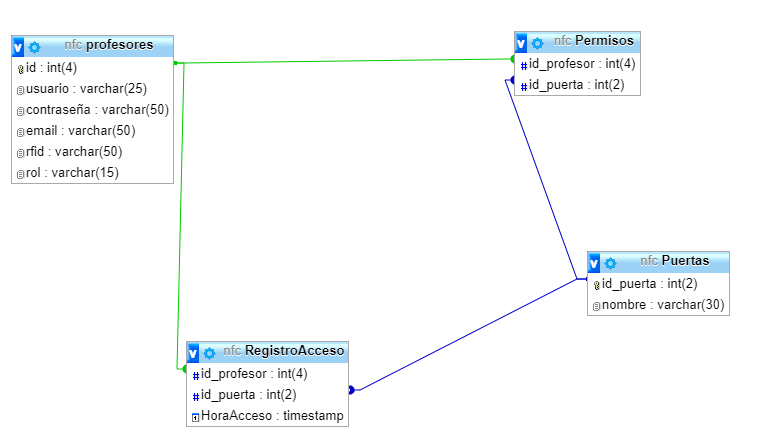 nfc profesores
id : int(4)
usuario : varchar(25)
contraseña : varchar(50)
email : varchar(50)
rfid : varchar(50)
rol : varchar(15)
nfc Permisos
id_profesor : int(4)
id_puerta : int(2)
nfc Puertas
id_puerta : int(2)
nombre : varchar(30)
nfc RegistroAcceso
id_profesor : int(4)
id_puerta : int(2)
HoraAcceso : timestamp